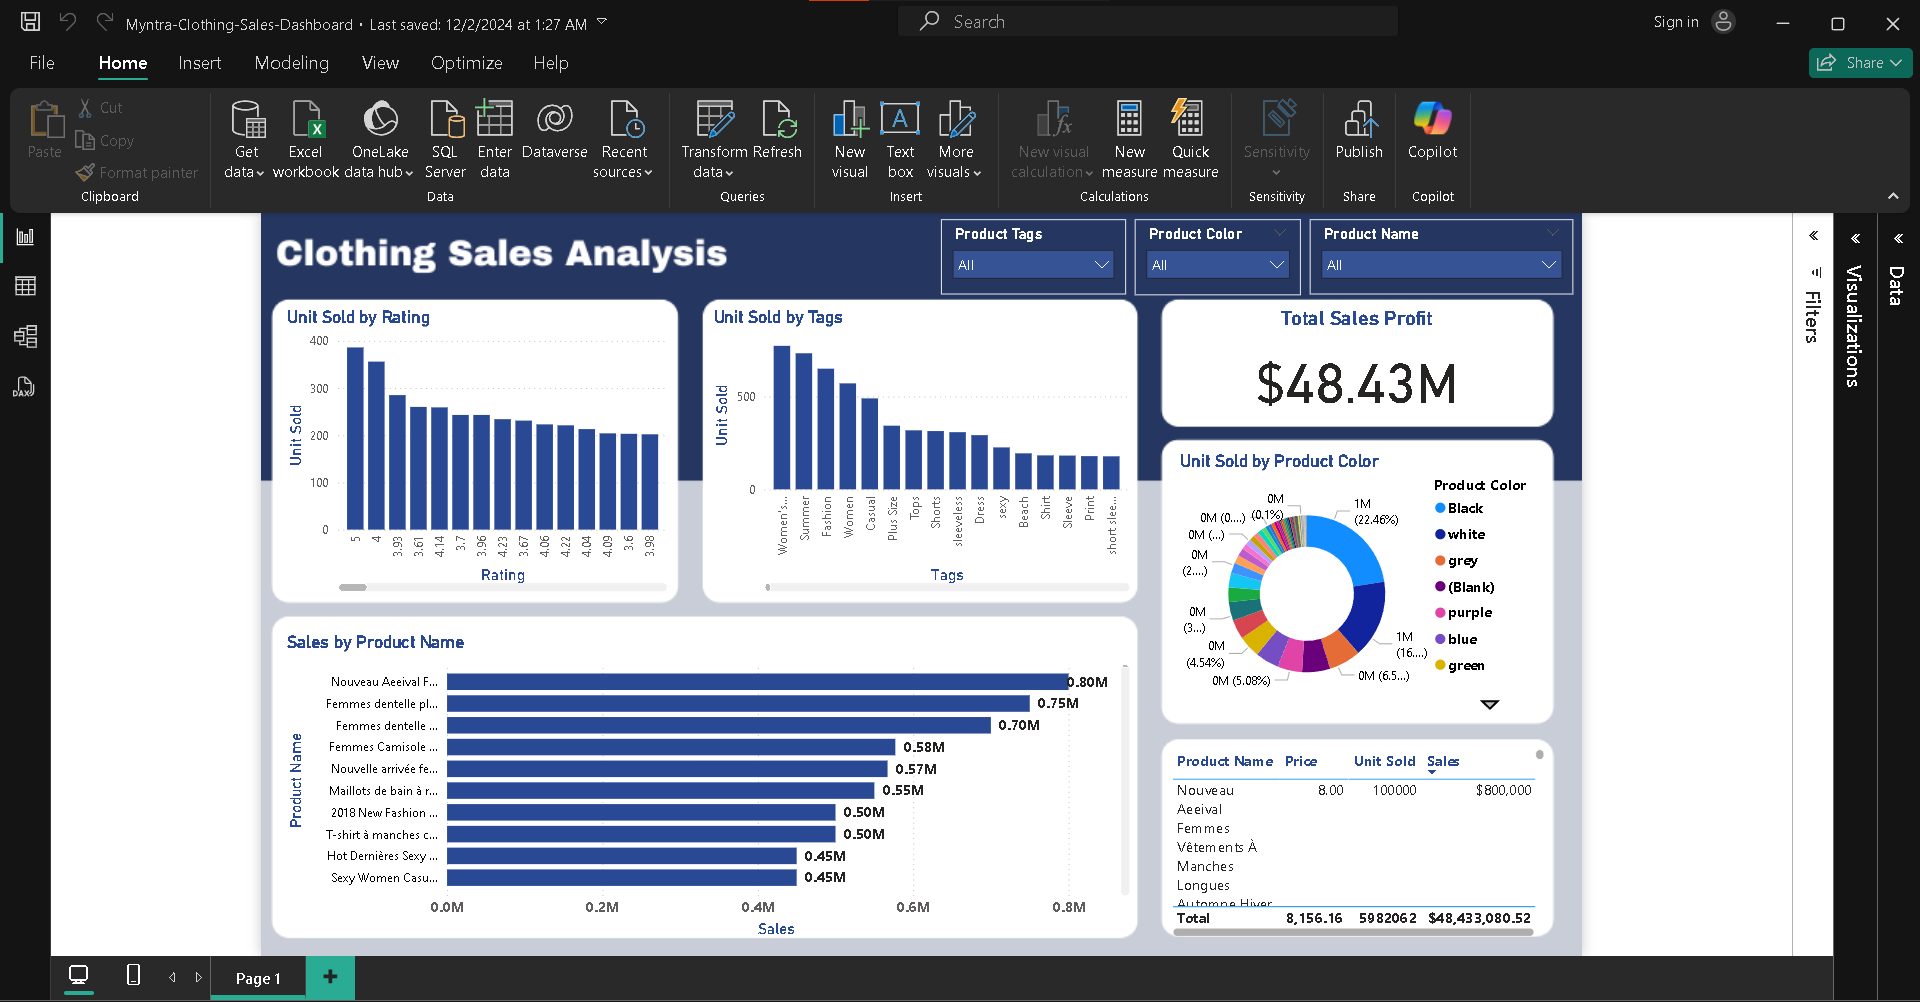 Myntra-Clothing-Sales-Dashboard • Last saved: 12/2/2024 at 1:27 AM
Search
Sign in
File Home Insert Modeling View Optimize Help
Share
Paste
Cut
Copy
Format painter
Clipboard
Get data
Excel workbook
OneLake data hub
SQL Server
Enter data
Dataverse
Recent sources
Data
Transform data
Refresh
Queries
New visual
Text box
More visuals
Insert
New visual calculation
New measure
Quick measure
Calculations
Sensitivity
Sensitivity
Publish
Share
Copilot
Copilot
Clothing Sales Analysis
Product Tags
All
Product Color
All
Product Name
All
Filters
Visualizations
Data
Unit Sold by Rating
Unit Sold
400
300
200
100
0
5 4 3.93 3.61 4.14 3.7 3.96 4.23 3.67 4.06 4.22 4.04 4.09 3.6 3.98
Rating
Unit Sold by Tags
Unit Sold
500
0
Women's... Summer Fashion Women Casual Plus Size Tops Shorts sleeveless Dress sexy Beach Shirt Sleeve Print short slee...
Tags
Total Sales Profit
$48.43M
Unit Sold by Product Color
1M
(22.46%)
1M
(16....)
0M (6.5...)
0M (5.08%)
0M
(4.54%)
0M
(3...)
0M
(2....)
0M (...)
0M (0....)
0M
(0.1%)
Product Color
Black
white
grey
(Blank)
purple
blue
green
Sales by Product Name
Product Name
Nouveau Aeeival F... 0.80M
Femmes dentelle pl... 0.75M
Femmes dentelle ... 0.70M
Femmes Camisole ... 0.58M
Nouvelle arrivée fe... 0.57M
Maillots de bain à r... 0.55M
2018 New Fashion ... 0.50M
T-shirt à manches c... 0.50M
Hot Dernières Sexy ... 0.45M
Sexy Women Casu... 0.45M
0.0M 0.2M 0.4M 0.6M 0.8M
Sales
Product Name Price Unit Sold Sales
Nouveau 8.00 100000 $800,000
Aeeival
Femmes
Vêtements À
Manches
Longues
Automne Hiver
Total 8,156.16 5982062 $48,433,080.52
Page 1